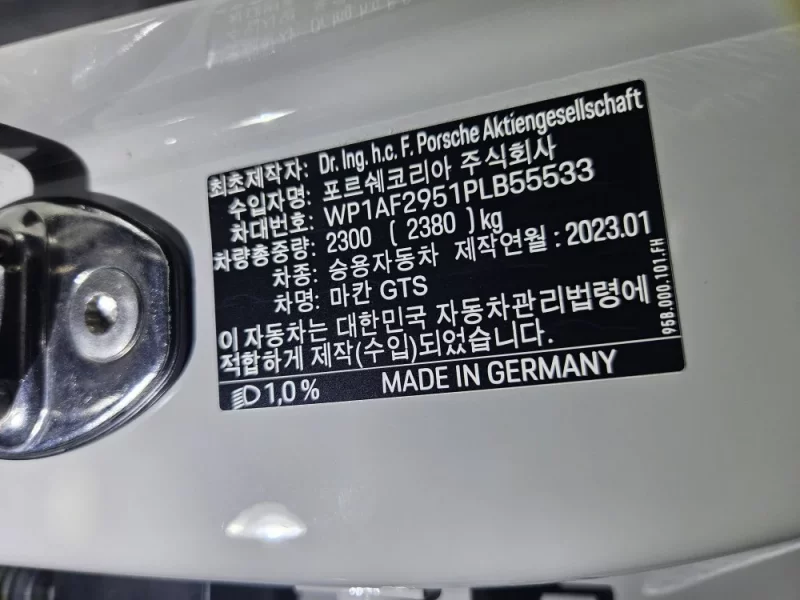 최초제작자: Dr. Ing. h.c. F. Porsche Aktiengesellschaft
수입자명: 포르쉐코리아 주식회사
차대번호: WP1AF2951PLB55533
차량총중량: 2300 ( 2380 )kg
차종: 승용자동차 제작연월 : 2023.01
차명: 마칸 GTS
이 자동차는 대한민국 자동차관리법령에
적합하게 제작(수입)되었습니다.
1,0% MADE IN GERMANY
95B.000.101.FH